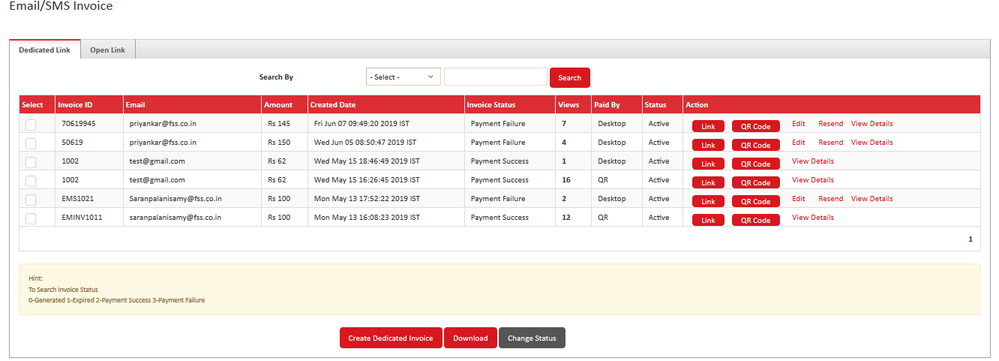 Email/SMS Invoice
Dedicated Link Open Link
Search By - Select - Search
Select Invoice ID Email Amount Created Date Invoice Status Views Paid By Status Action
70619945 priyankar@fss.co.in Rs 145 Fri Jun 07 09:49:20 2019 IST Payment Failure 7 Desktop Active Link QR Code Edit Resend View Details
50619 priyankar@fss.co.in Rs 150 Wed Jun 05 08:50:47 2019 IST Payment Failure 4 Desktop Active Link QR Code Edit Resend View Details
1002 test@gmail.com Rs 62 Wed May 15 18:46:49 2019 IST Payment Success 1 Desktop Active Link QR Code View Details
1002 test@gmail.com Rs 62 Wed May 15 16:26:45 2019 IST Payment Success 16 QR Active Link QR Code View Details
EMS1021 Saranpalanisamy@fss.co.in Rs 100 Mon May 13 17:52:22 2019 IST Payment Failure 2 Desktop Active Link QR Code Edit Resend View Details
EMINV1011 saranpalanisamy@fss.co.in Rs 100 Mon May 13 16:08:23 2019 IST Payment Success 12 QR Active Link QR Code View Details
1
Hint:
To Search Invoice Status
0-Generated 1-Expired 2-Payment Success 3-Payment Failure
Create Dedicated Invoice Download Change Status